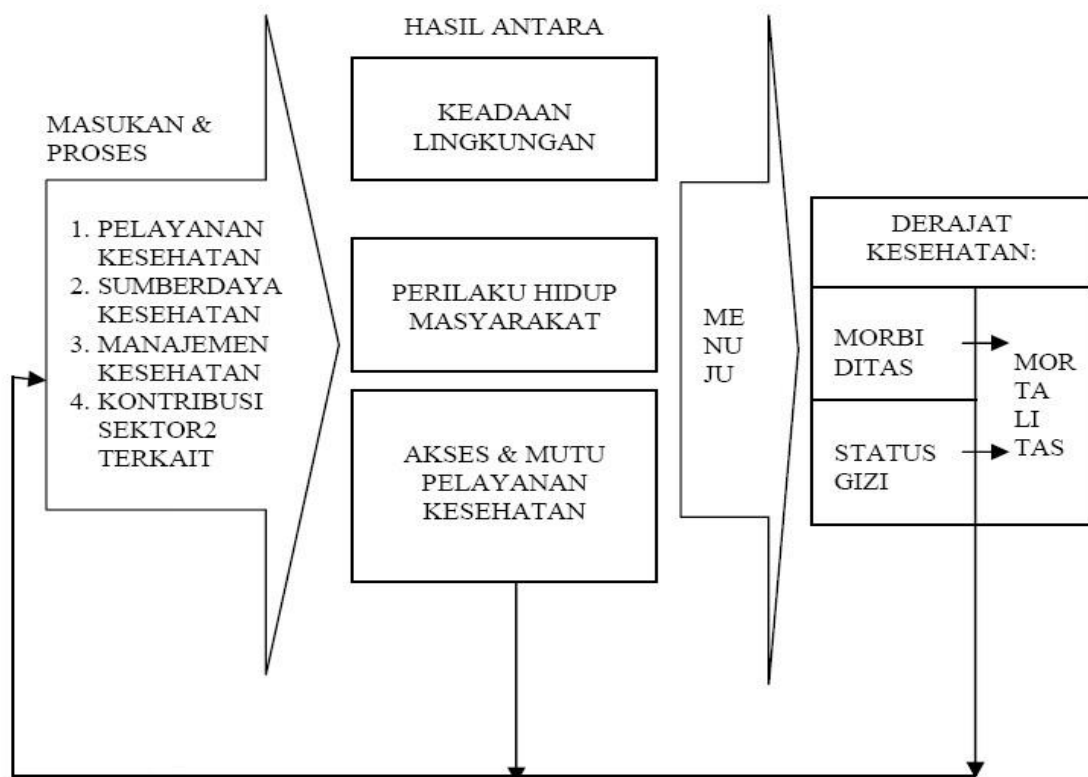 MASUKAN &
PROSES
1. PELAYANAN
KESEHATAN
2. SUMBERDAYA
KESEHATAN
3. MANAJEMEN
KESEHATAN
4. KONTRIBUSI
SEKTOR2
TERKAIT
HASIL ANTARA
KEADAAN
LINGKUNGAN
PERILAKU HIDUP
MASYARAKAT
AKSES & MUTU
PELAYANAN
KESEHATAN
ME
NU
JU
DERAJAT
KESEHATAN:
MORBI
DITAS
STATUS
GIZI
MOR
TA
LI
TAS